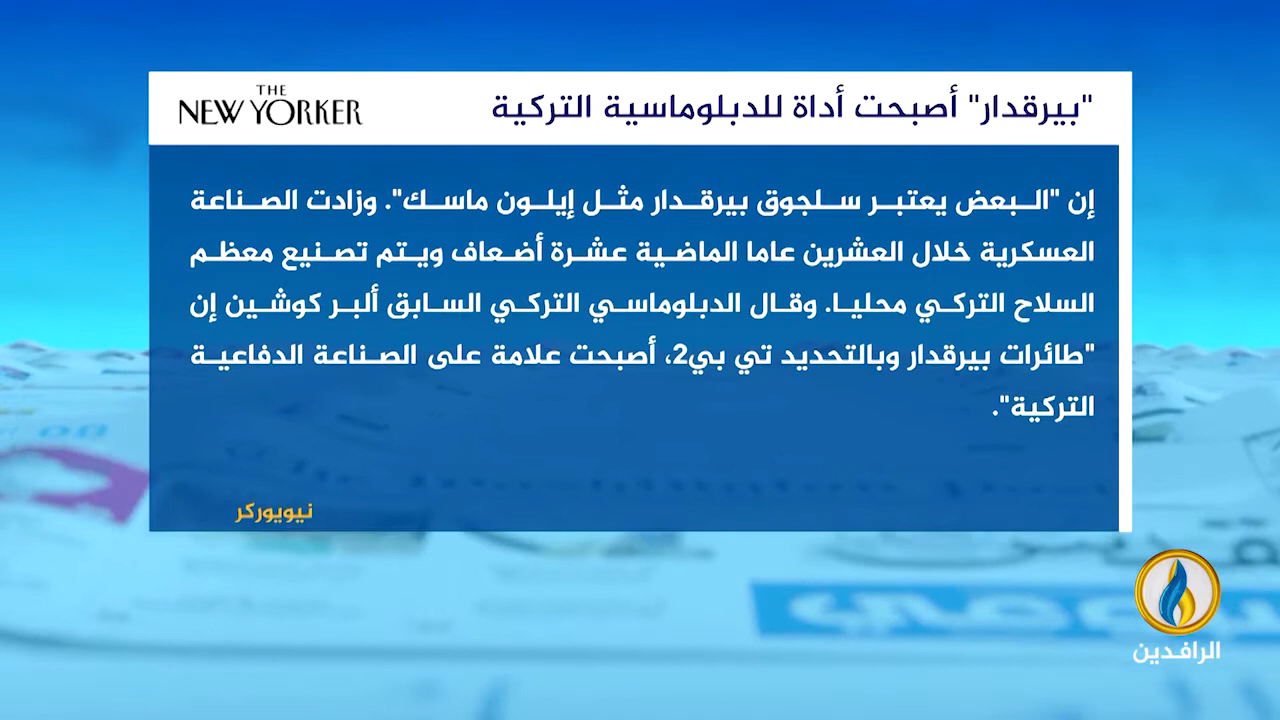 "بيرقدار" أصبحت أداة للدبلوماسية التركية
THE
NEW YORKER
إن "البعض يعتبر سلجوق بيرقدار مثل إيلون ماسك". وزادت الصناعة
العسكرية خلال العشرين عاما الماضية عشرة أضعاف ويتم تصنيع معظم
السلاح التركي محليا. وقال الدبلوماسي التركي السابق ألبر كوشين إن
"طائرات بيرقدار وبالتحديد تي بي2، أصبحت علامة على الصناعة الدفاعية
التركية".
نيويوركر
الرافدين